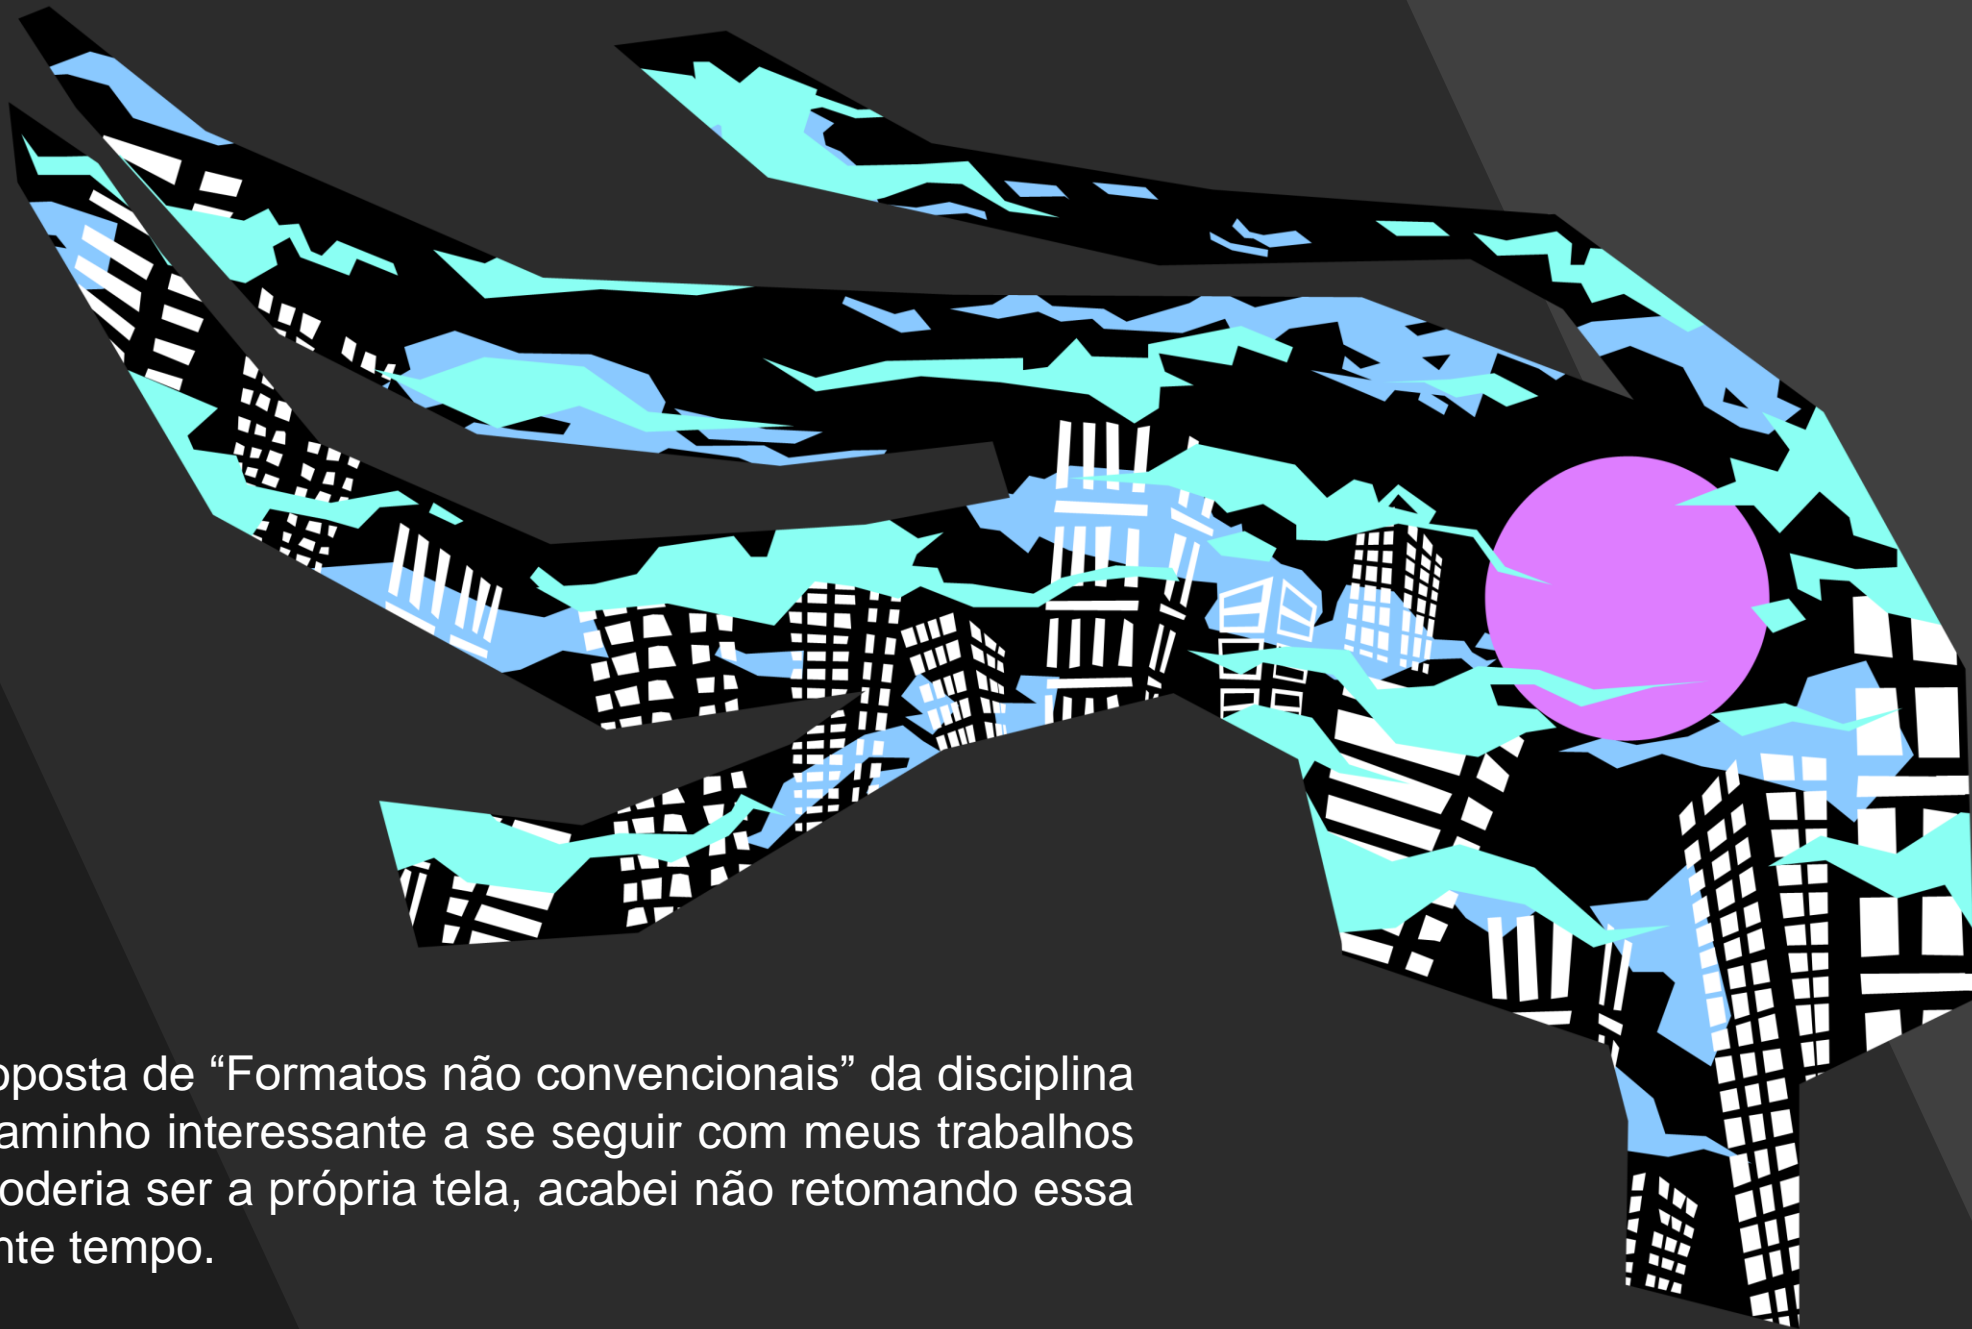 posta de “Formatos não convencionais” da disciplina
aminho interessante a se seguir com meus trabalhos
oderia ser a própria tela, acabei não retomando essa
nte tempo.